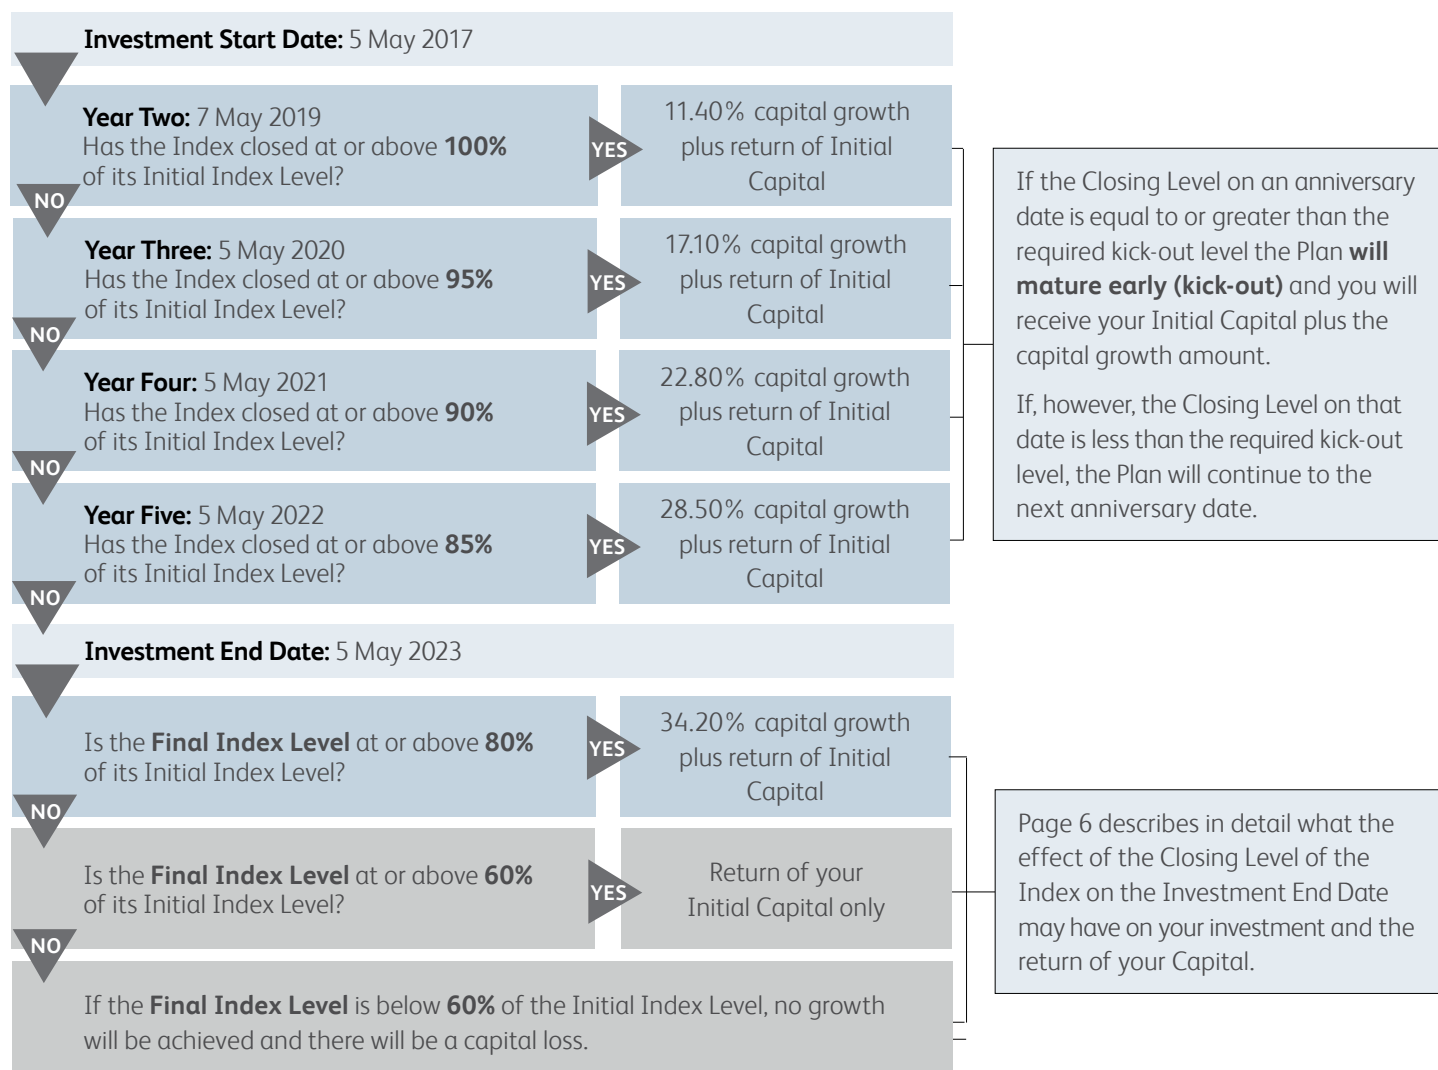 Investment Start Date: 5 May 2017
Year Two: 7 May 2019
Has the Index closed at or above 100%
of its Initial Index Level?
YES
11.40% capital growth
plus return of Initial
Capital
NO
Year Three: 5 May 2020
Has the Index closed at or above 95%
of its Initial Index Level?
YES
17.10% capital growth
plus return of Initial
Capital
NO
Year Four: 5 May 2021
Has the Index closed at or above 90%
of its Initial Index Level?
YES
22.80% capital growth
plus return of Initial
Capital
NO
Year Five: 5 May 2022
Has the Index closed at or above 85%
of its Initial Index Level?
YES
28.50% capital growth
plus return of Initial
Capital
NO
If the Closing Level on an anniversary
date is equal to or greater than the
required kick-out level the Plan will
mature early (kick-out) and you will
receive your Initial Capital plus the
capital growth amount.
If, however, the Closing Level on that
date is less than the required kick-out
level, the Plan will continue to the
next anniversary date.
Investment End Date: 5 May 2023
Is the Final Index Level at or above 80%
of its Initial Index Level?
YES
34.20% capital growth
plus return of Initial
Capital
NO
Is the Final Index Level at or above 60%
of its Initial Index Level?
YES
Return of your
Initial Capital only
NO
If the Final Index Level is below 60% of the Initial Index Level, no growth
will be achieved and there will be a capital loss.
Page 6 describes in detail what the
effect of the Closing Level of the
Index on the Investment End Date
may have on your investment and the
return of your Capital.